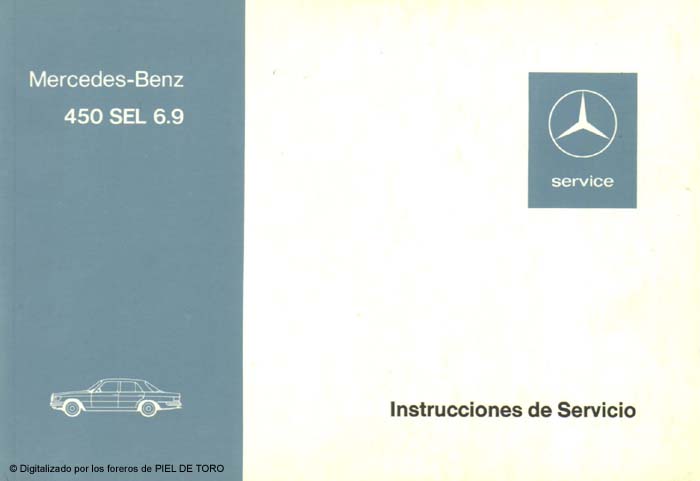 Mercedes-Benz
450 SEL 6.9
service
Instrucciones de Servicio
© Digitalizado por los foreros de PIEL DE TORO